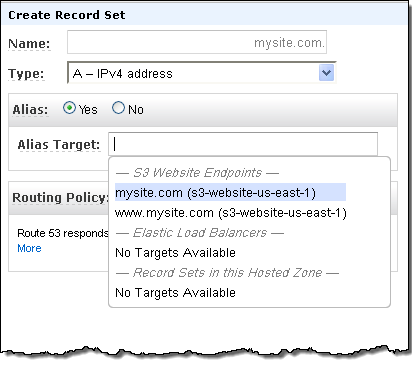 Create Record Set
Name: mysite.com.
Type: A – IPv4 address
Alias: Yes No
Alias Target:
— S3 Website Endpoints —
mysite.com (s3-website-us-east-1)
www.mysite.com (s3-website-us-east-1)
— Elastic Load Balancers —
No Targets Available
— Record Sets in this Hosted Zone —
No Targets Available
Routing Policy:
Route 53 responds
More